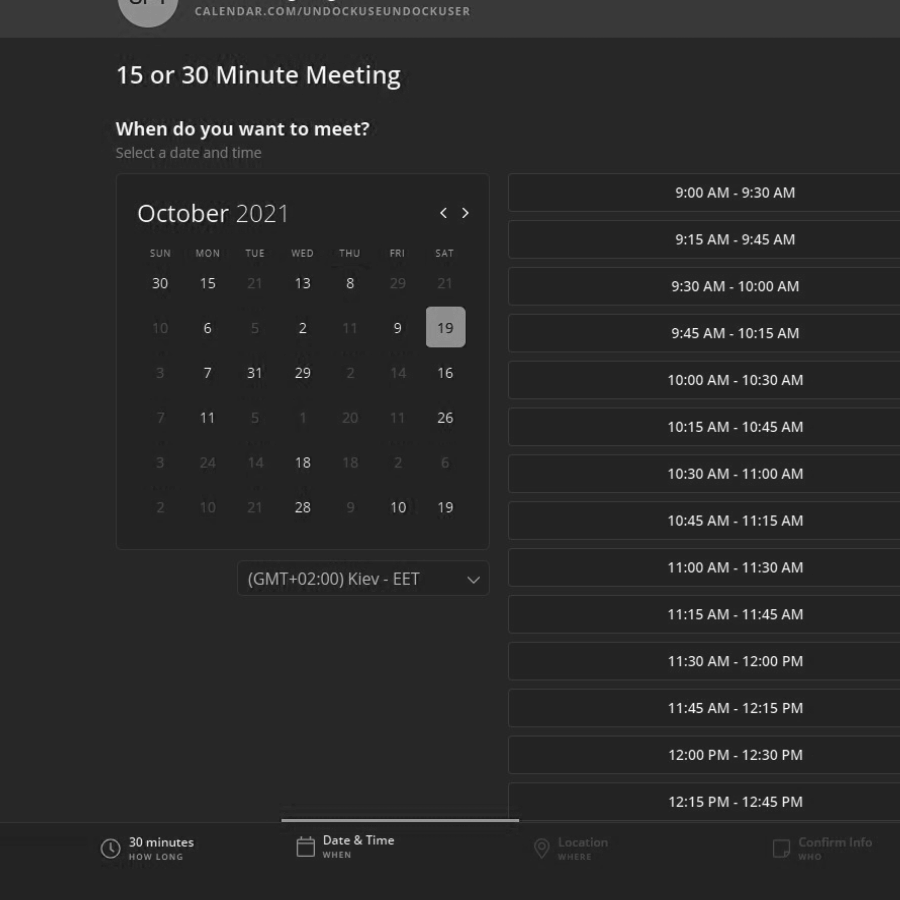 CALENDAR.COM/UNDOCKUSEUNDOCKUSER
15 or 30 Minute Meeting
When do you want to meet?
Select a date and time
October 2021
SUN MON TUE WED THU FRI SAT
30 15 21 13 8 29 21
10 6 5 2 11 9 19
3 7 31 29 2 14 16
7 11 5 1 20 11 26
3 24 14 18 18 2 6
2 10 21 28 9 10 19
(GMT+02:00) Kiev - EET
9:00 AM - 9:30 AM
9:15 AM - 9:45 AM
9:30 AM - 10:00 AM
9:45 AM - 10:15 AM
10:00 AM - 10:30 AM
10:15 AM - 10:45 AM
10:30 AM - 11:00 AM
10:45 AM - 11:15 AM
11:00 AM - 11:30 AM
11:15 AM - 11:45 AM
11:30 AM - 12:00 PM
11:45 AM - 12:15 PM
12:00 PM - 12:30 PM
12:15 PM - 12:45 PM
30 minutes
HOW LONG
Date & Time
WHEN
Location
WHERE
Confirm Info
WHO